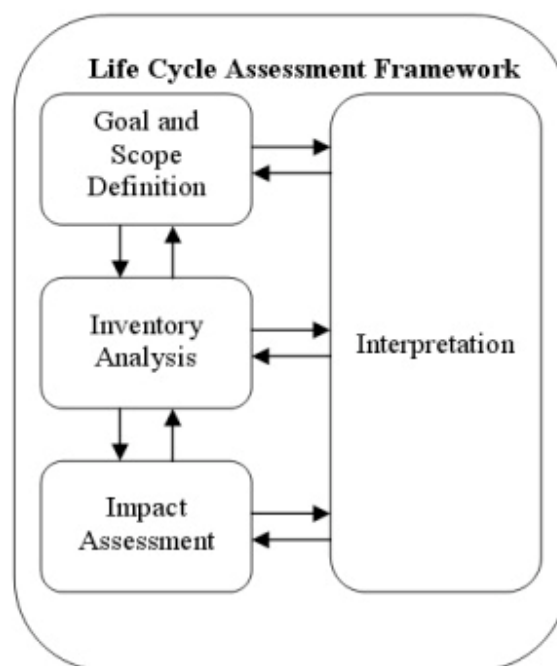 Life Cycle Assessment Framework
Goal and
Scope
Definition
Inventory
Analysis
Impact
Assessment
Interpretation